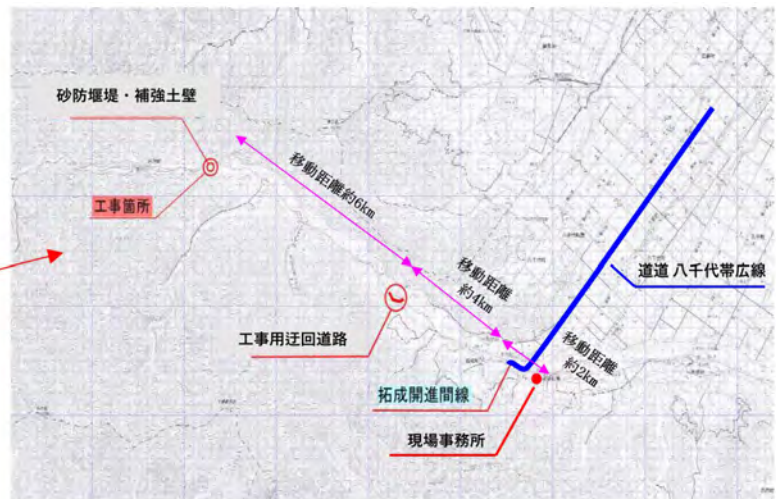 砂防堰堤・補強土壁
移動距離約6km
工事箇所
移動距離
約4km
道道 八千代帯広線
工事用迂回道路
移動距離
約2km
拓成開進間線
現場事務所